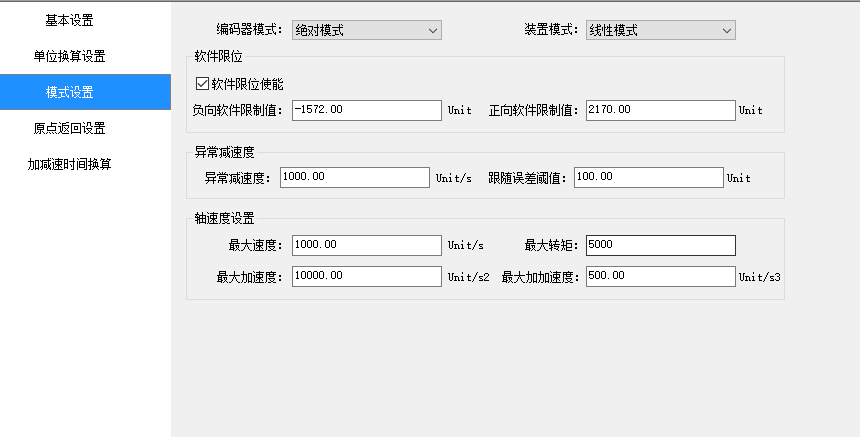 基本设置
单位换算设置
模式设置
原点返回设置
加减速时间换算
编码器模式： 绝对模式 装置模式： 线性模式
软件限位
软件限位使能
负向软件限制值： -1572.00 Unit 正向软件限制值： 2170.00 Unit
异常减速度
异常减速度： 1000.00 Unit/s 跟随误差阈值： 100.00 Unit
轴速度设置
最大速度： 1000.00 Unit/s 最大转矩： 5000
最大加速度： 10000.00 Unit/s2 最大加加速度： 500.00 Unit/s3